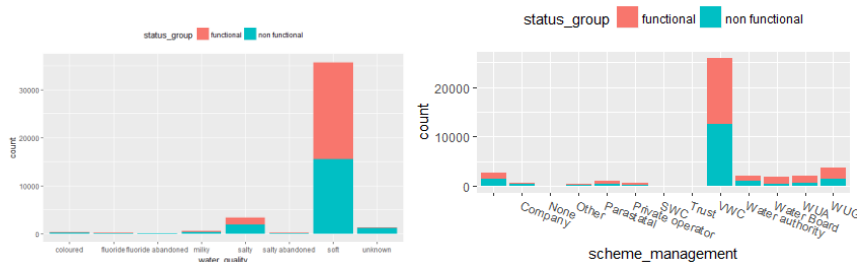 status_group functional non functional
30000
20000
10000
0
count
coloured fluoride fluoride abandoned milky salty salty abandoned soft unknown
water_quality
status_group functional non functional
20000
10000
0
count
Company None Other Parastatal Private operator SWC Trust VWC Water authority Water Board WUA WUG
scheme_management